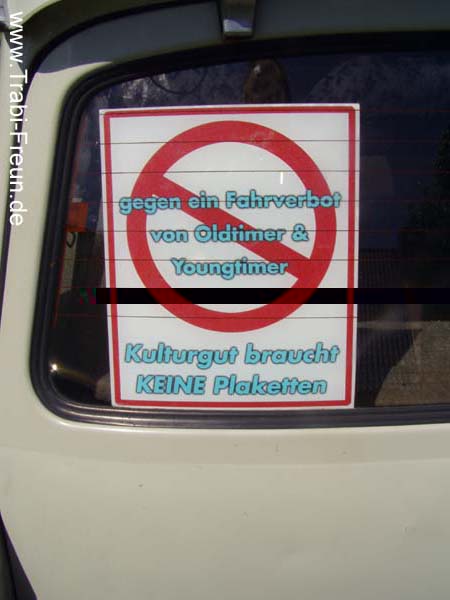 www.Trabi-Freun.de
gegen ein Fahrverbot
von Oldtimer &
Youngtimer
Kulturgut braucht
KEINE Plaketten